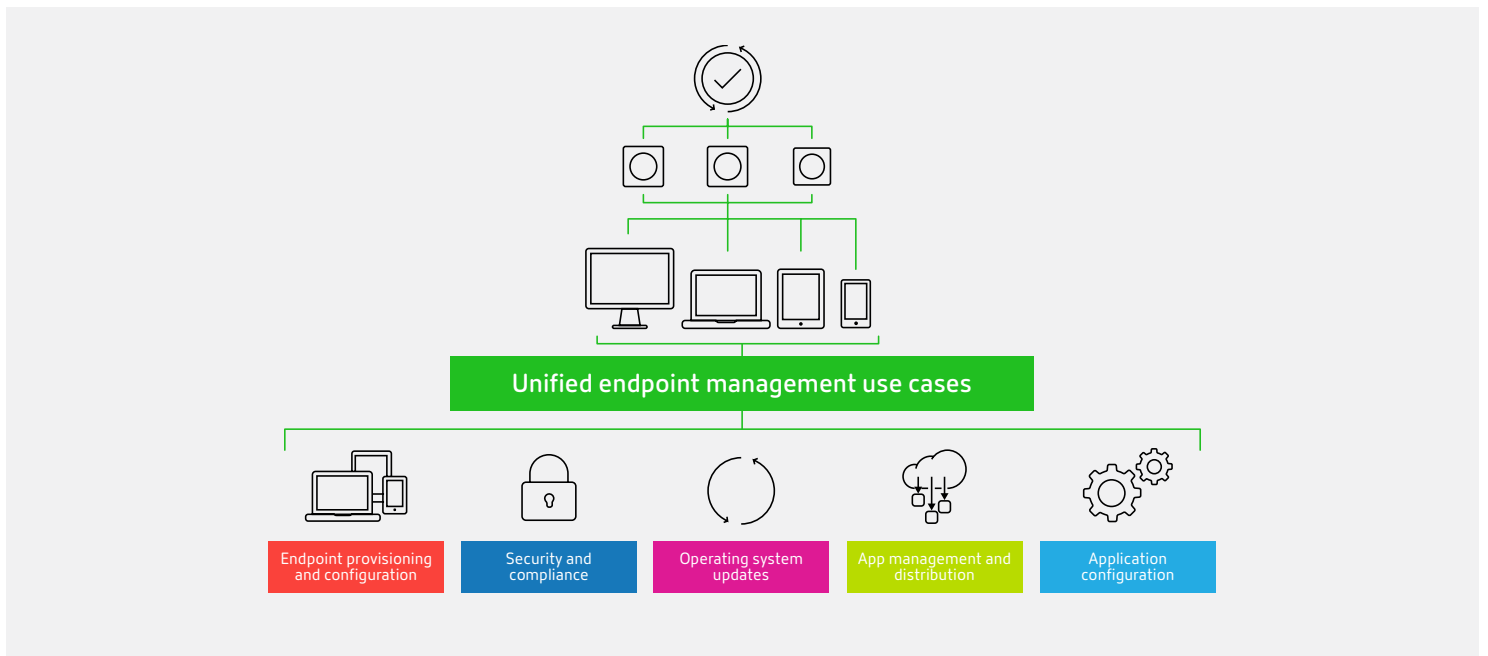 Unified endpoint management use cases
Endpoint provisioning
and configuration
Security and
compliance
Operating system
updates
App management and
distribution
Application
configuration